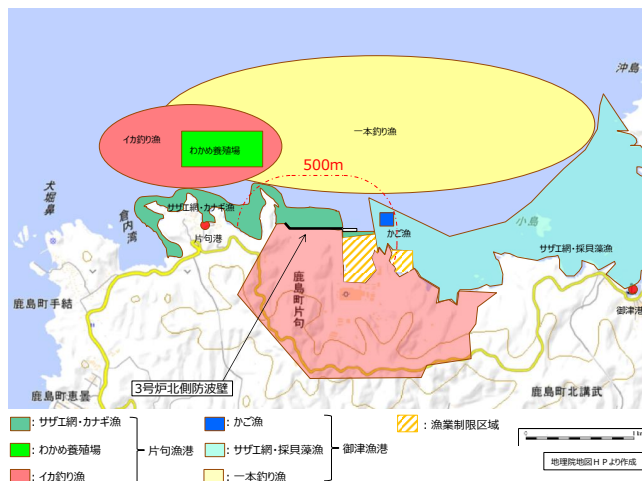 沖島
イカ釣り漁
一本釣り漁
わかめ養殖場
500m
犬堀鼻
倉内湾
サザエ網・カナギ漁
片句港
かご漁
小島
サザエ網・採貝藻漁
鹿島町片句
御津港
鹿島町手結
3号炉北側防波壁
鹿島町恵曇
鹿島町北講武
：サザエ網・カナギ漁
：わかめ養殖場
：イカ釣り漁
片句漁港
：かご漁
：サザエ網・採貝藻漁
：一本釣り漁
御津漁港
：漁業制限区域
0 1km
地理院地図ＨＰより作成